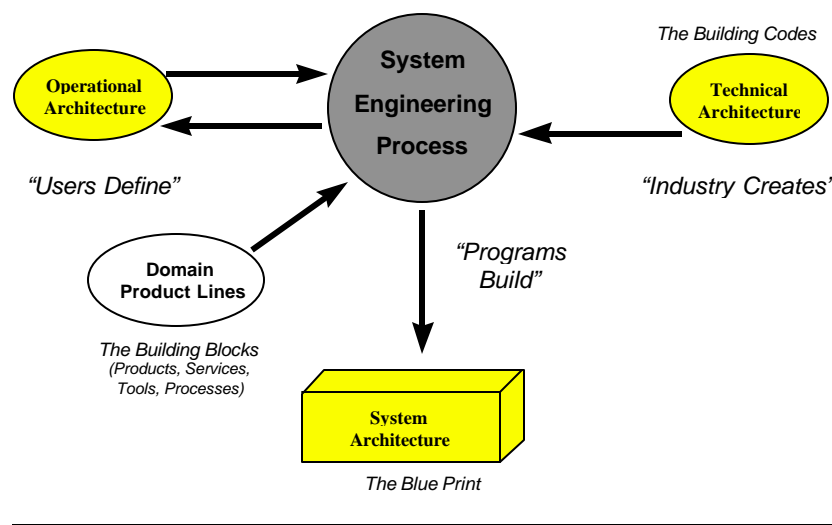 The Building Codes
System
Engineering
Process
Operational
Architecture
Technical
Architecture
“Users Define”
“Industry Creates”
“Programs
Build”
Domain
Product Lines
The Building Blocks
(Products, Services,
Tools, Processes)
System
Architecture
The Blue Print